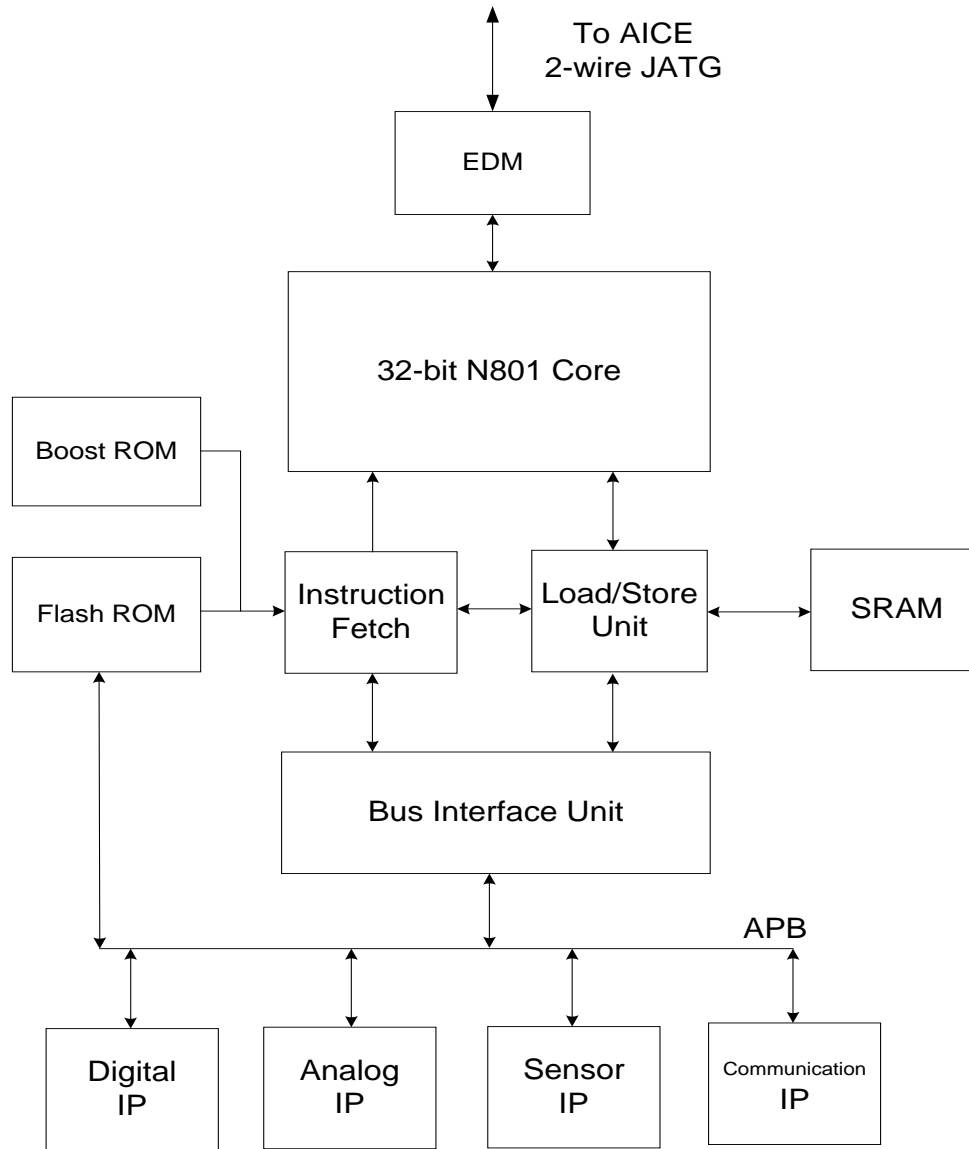 To AICE
2-wire JATG
EDM
32-bit N801 Core
Boost ROM
Flash ROM
Instruction
Fetch
Load/Store
Unit
SRAM
Bus Interface Unit
APB
Digital
IP
Analog
IP
Sensor
IP
Communication
IP